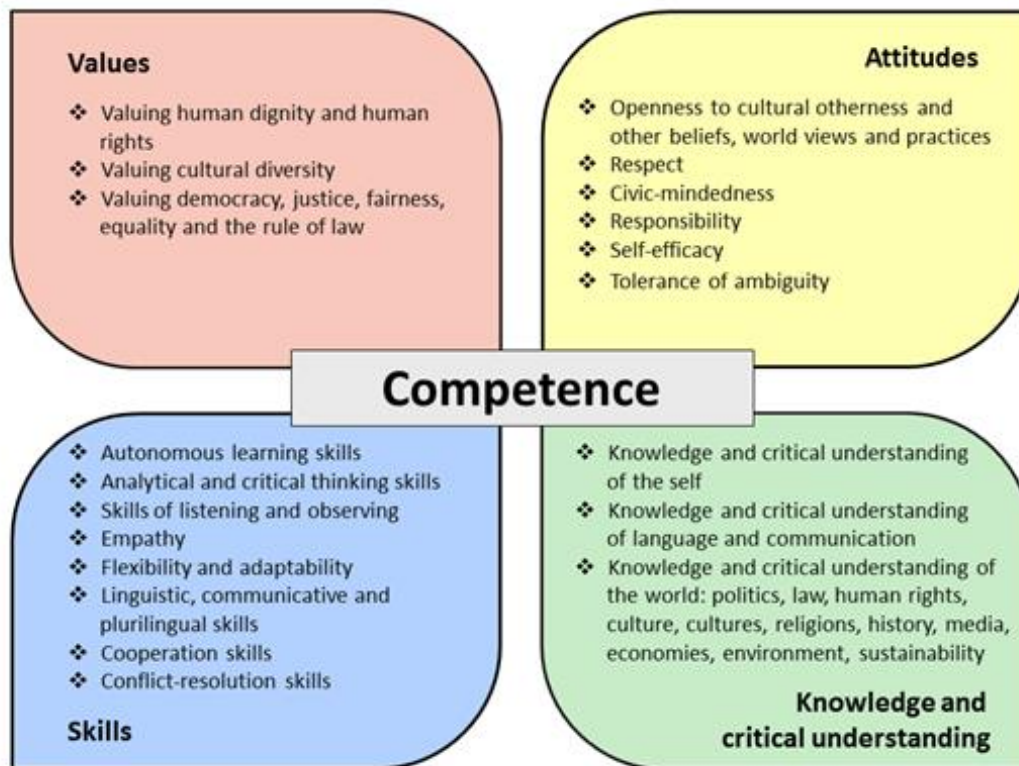 Values
❖ Valuing human dignity and human
rights
❖ Valuing cultural diversity
❖ Valuing democracy, justice, fairness,
equality and the rule of law
Attitudes
❖ Openness to cultural otherness and
other beliefs, world views and practices
❖ Respect
❖ Civic-mindedness
❖ Responsibility
❖ Self-efficacy
❖ Tolerance of ambiguity
Competence
❖ Autonomous learning skills
❖ Analytical and critical thinking skills
❖ Skills of listening and observing
❖ Empathy
❖ Flexibility and adaptability
❖ Linguistic, communicative and
plurilingual skills
❖ Cooperation skills
❖ Conflict-resolution skills
Skills
❖ Knowledge and critical understanding
of the self
❖ Knowledge and critical understanding
of language and communication
❖ Knowledge and critical understanding of
the world: politics, law, human rights,
culture, cultures, religions, history, media,
economies, environment, sustainability
Knowledge and
critical understanding